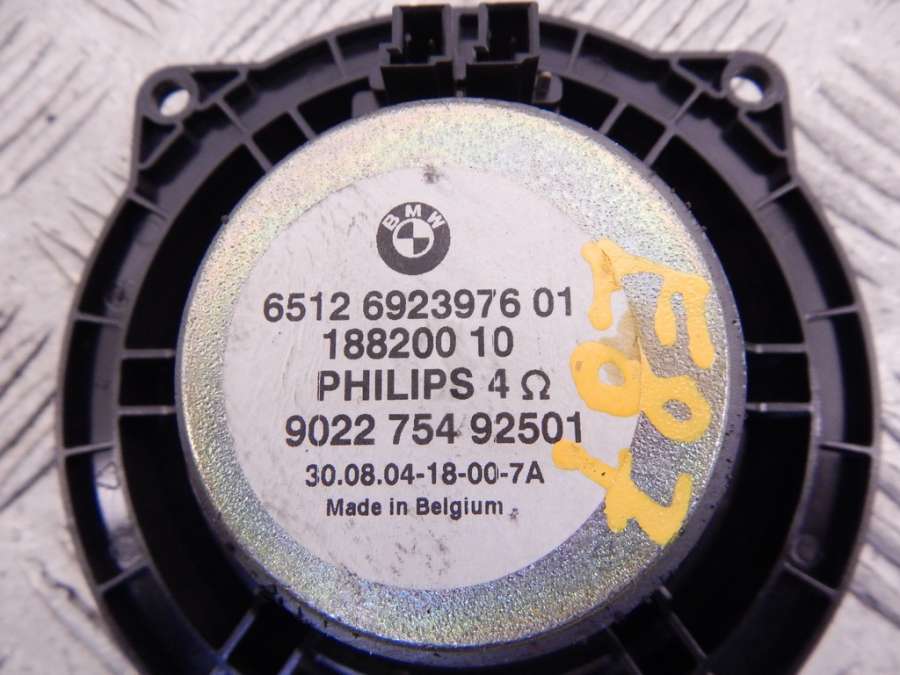 BMW
6512 6923976 01
188200 10
PHILIPS 4 Ω
9022 754 92501
30.08.04-18-00-7A
Made in Belgium